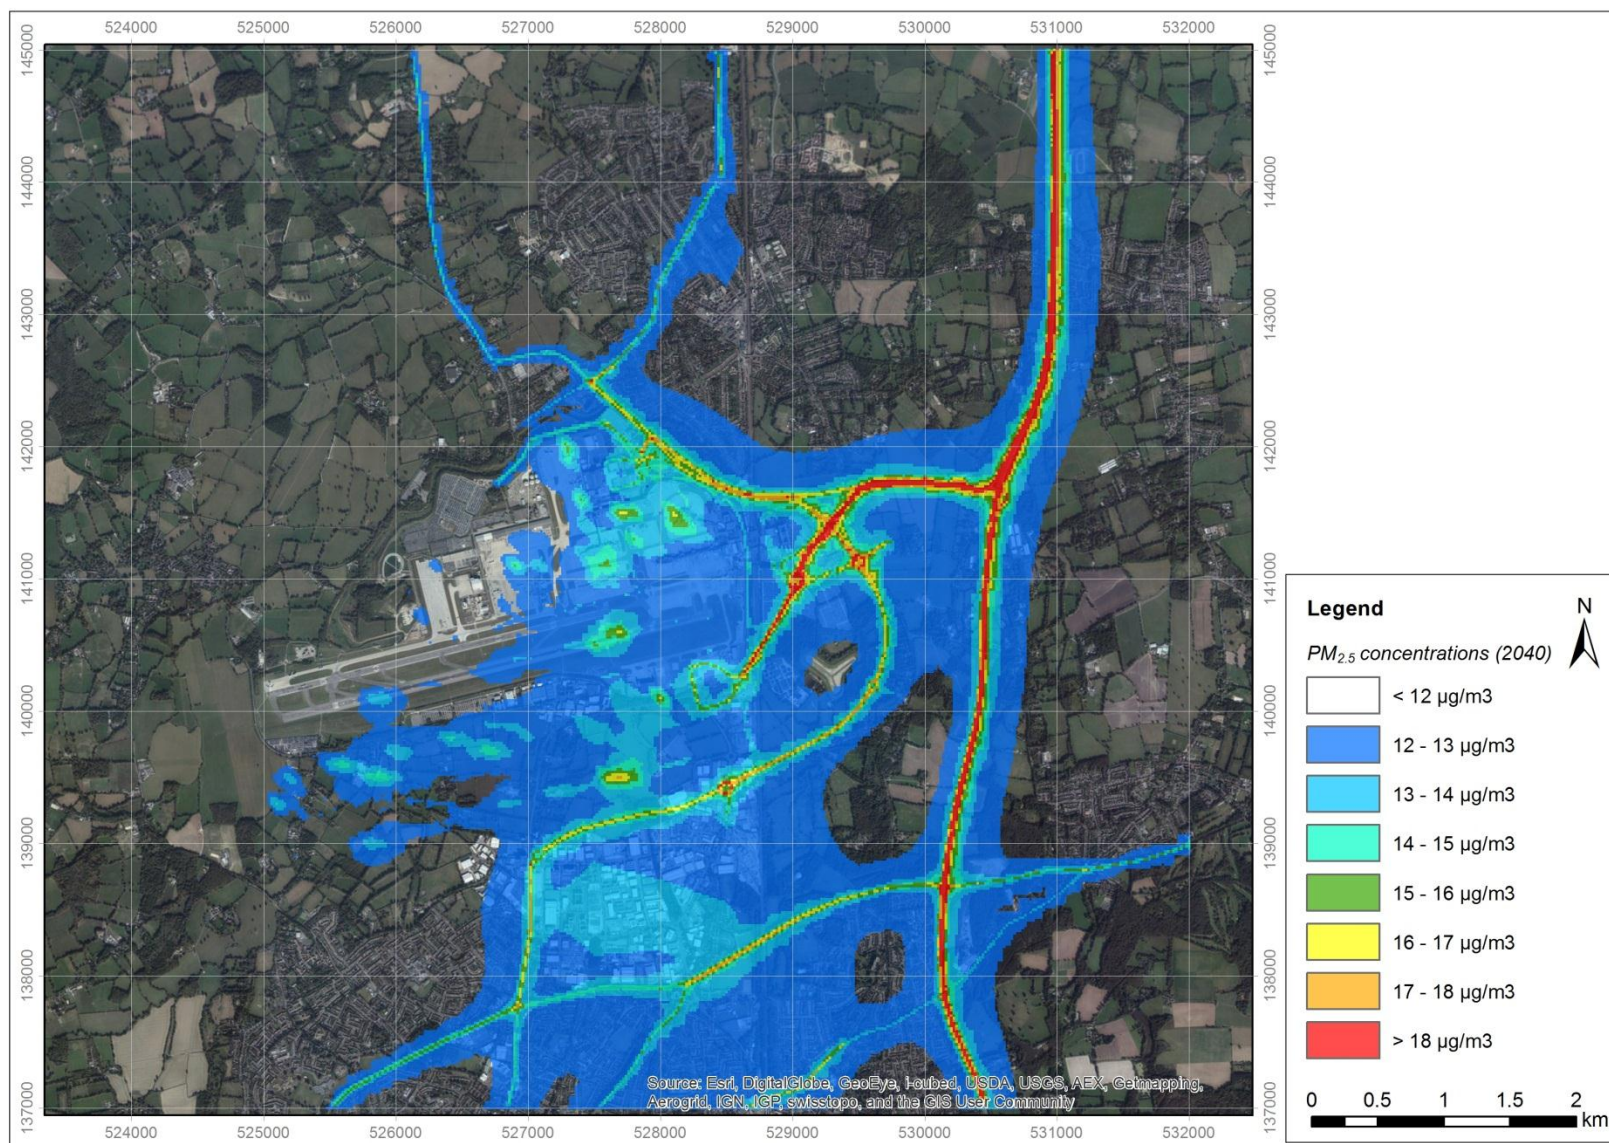 524000 525000 526000 527000 528000 529000 530000 531000 532000
145000 145000
144000 144000
143000 143000
142000 142000
141000 141000
140000 140000
139000 139000
138000 138000
137000 137000
Source: Esri, DigitalGlobe, GeoEye, i-cubed, USDA, USGS, AEX, Getmapping,
Aerogrid, IGN, IGP, swisstopo, and the GIS User Community
524000 525000 526000 527000 528000 529000 530000 531000 532000
Legend
N
PM2.5 concentrations (2040)
< 12 µg/m3
12 - 13 µg/m3
13 - 14 µg/m3
14 - 15 µg/m3
15 - 16 µg/m3
16 - 17 µg/m3
17 - 18 µg/m3
> 18 µg/m3
0 0.5 1 1.5 2
km